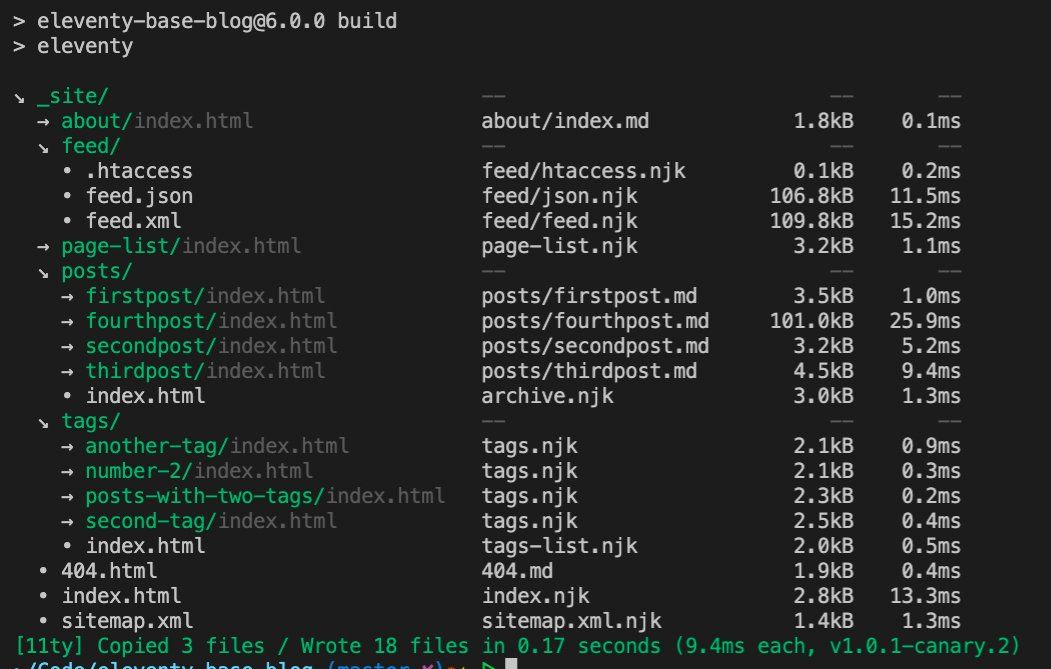 > eleventy-base-blog@6.0.0 build
> eleventy
↘ _site/ –– –– ––
→ about/index.html about/index.md 1.8kB 0.1ms
↘ feed/ –– –– ––
• .htaccess feed/htaccess.njk 0.1kB 0.2ms
• feed.json feed/json.njk 106.8kB 11.5ms
• feed.xml feed/feed.njk 109.8kB 15.2ms
→ page-list/index.html page-list.njk 3.2kB 1.1ms
↘ posts/ –– –– ––
→ firstpost/index.html posts/firstpost.md 3.5kB 1.0ms
→ fourthpost/index.html posts/fourthpost.md 101.0kB 25.9ms
→ secondpost/index.html posts/secondpost.md 3.2kB 5.2ms
→ thirdpost/index.html posts/thirdpost.md 4.5kB 9.4ms
• index.html archive.njk 3.0kB 1.3ms
↘ tags/ –– –– ––
→ another-tag/index.html tags.njk 2.1kB 0.9ms
→ number-2/index.html tags.njk 2.1kB 0.3ms
→ posts-with-two-tags/index.html tags.njk 2.3kB 0.2ms
→ second-tag/index.html tags.njk 2.5kB 0.4ms
• index.html tags-list.njk 2.0kB 0.5ms
• 404.html 404.md 1.9kB 0.4ms
• index.html index.njk 2.8kB 13.3ms
• sitemap.xml sitemap.xml.njk 1.4kB 1.3ms
[11ty] Copied 3 files / Wrote 18 files in 0.17 seconds (9.4ms each, v1.0.1-canary.2)
~/Code/eleventy-base-blog (master